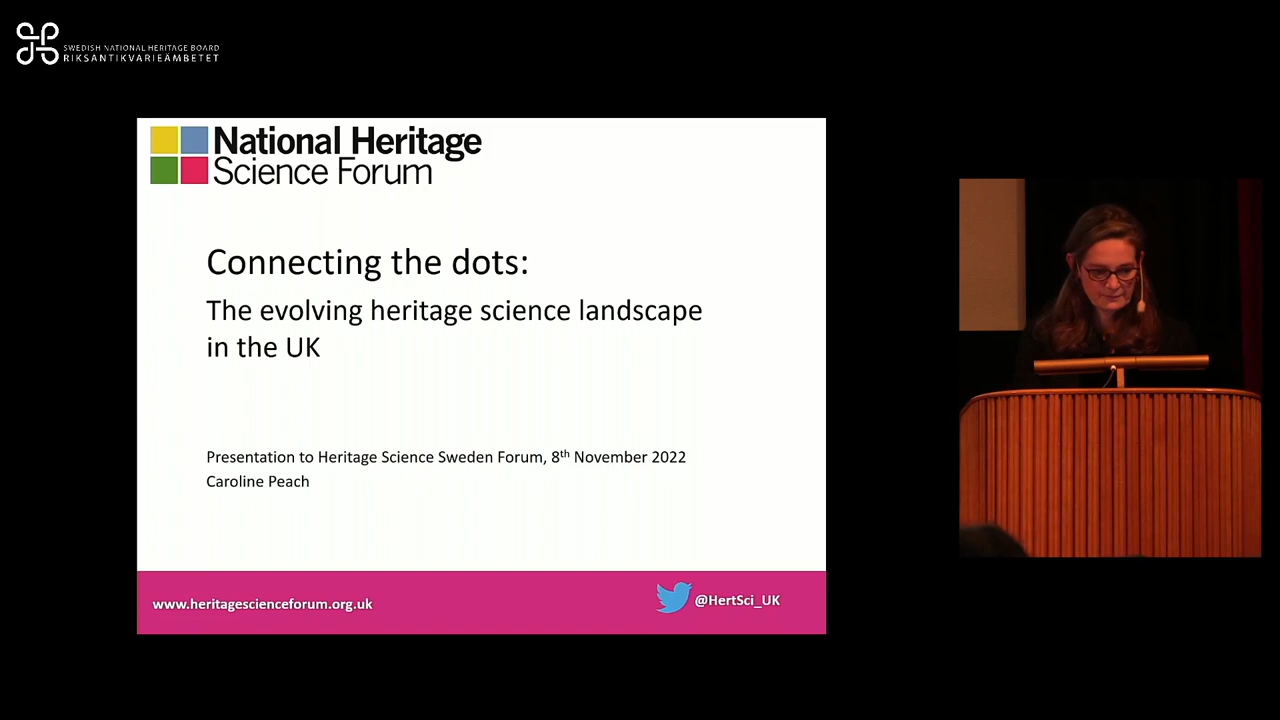 SWEDISH NATIONAL HERITAGE BOARD
RIKSANTIKVARIEÄMBETET
National Heritage
Science Forum
Connecting the dots:
The evolving heritage science landscape
in the UK
Presentation to Heritage Science Sweden Forum, 8th November 2022
Caroline Peach
www.heritagescienceforum.org.uk
@HertSci_UK